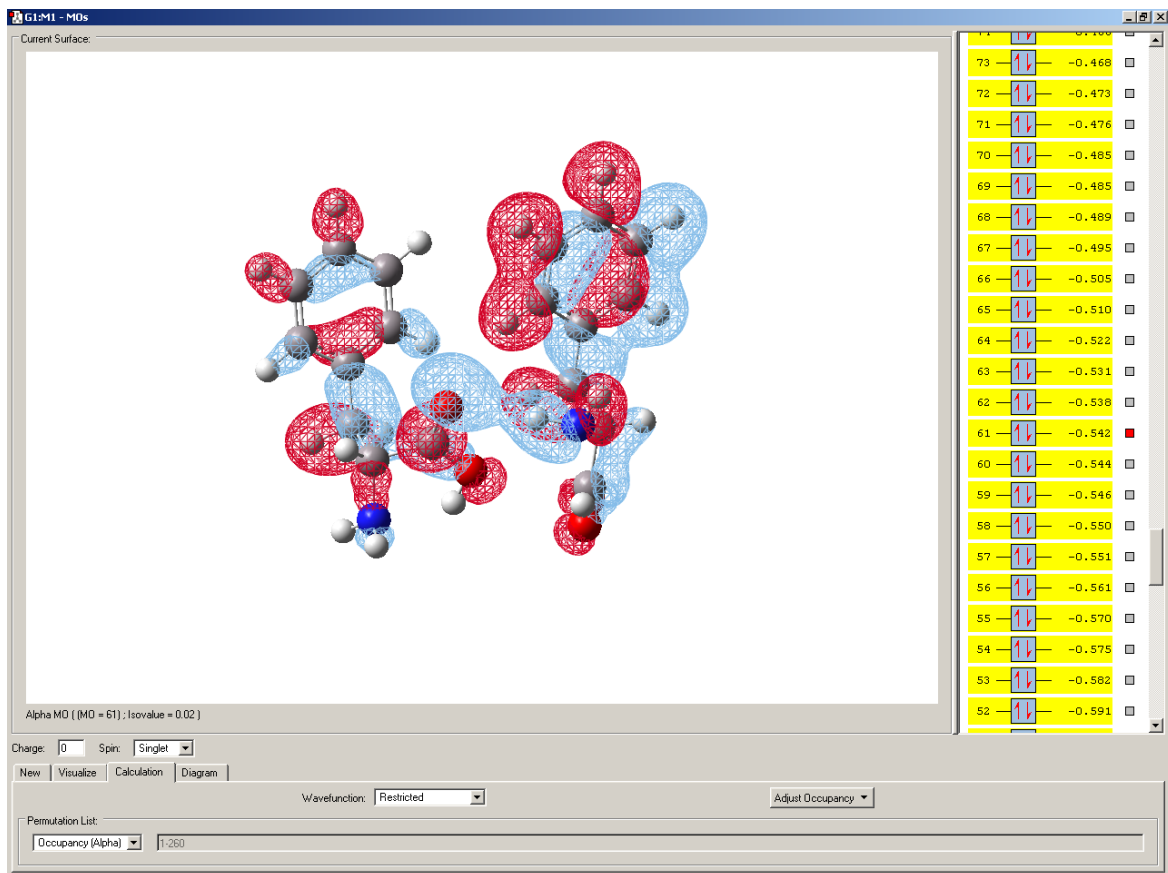 G1:M1 - MOs
Current Surface:
73 -0.468
72 -0.473
71 -0.476
70 -0.485
69 -0.485
68 -0.489
67 -0.495
66 -0.505
65 -0.510
64 -0.522
63 -0.531
62 -0.538
61 -0.542
60 -0.544
59 -0.546
58 -0.550
57 -0.551
56 -0.561
55 -0.570
54 -0.575
53 -0.582
52 -0.591
Alpha MO ( (MO = 61) ; Isovalue = 0.02 )
Charge: 0 Spin: Singlet
New Visualize Calculation Diagram
Wavefunction: Restricted Adjust Occupancy
Permutation List:
Occupancy (Alpha) 1-260